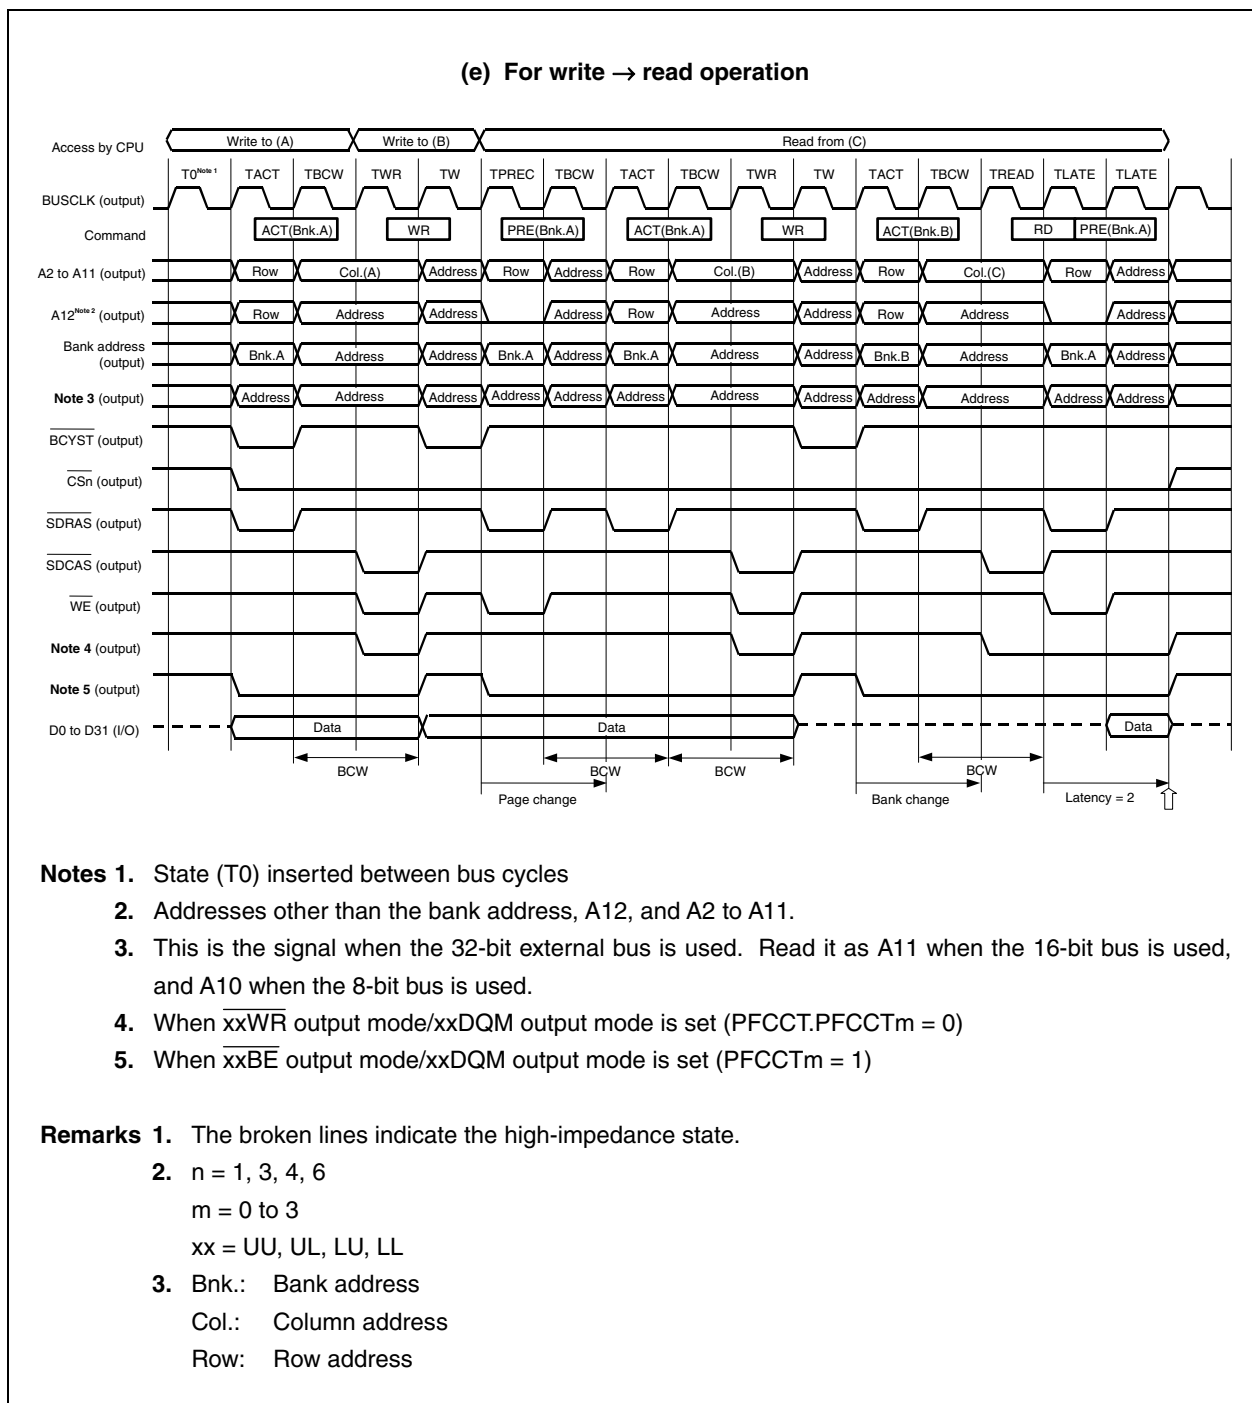 (e) For write → read operation
Access by CPU Write to (A) Write to (B) Read from (C)
T0Note 1 TACT TBCW TWR TW TPREC TBCW TACT TBCW TWR TW TACT TBCW TREAD TLATE TLATE
BUSCLK (output)
Command ACT(Bnk.A) WR PRE(Bnk.A) ACT(Bnk.A) WR ACT(Bnk.B) RD PRE(Bnk.A)
A2 to A11 (output) Row Col.(A) Address Row Address Row Col.(B) Address Row Col.(C) Row Address
A12Note 2 (output) Row Address Address Address Row Address Address Row Address Address
Bank address
(output) Bnk.A Address Address Bnk.A Address Bnk.A Address Address Bnk.B Address Bnk.A Address
Note 3 (output) Address Address Address Address Address Address Address Address Address Address Address Address
BCYST (output)
CSn (output)
SDRAS (output)
SDCAS (output)
WE (output)
Note 4 (output)
Note 5 (output)
D0 to D31 (I/O) Data Data Data
BCW BCW BCW BCW
Page change Bank change Latency = 2
Notes 1. State (T0) inserted between bus cycles
2. Addresses other than the bank address, A12, and A2 to A11.
3. This is the signal when the 32-bit external bus is used. Read it as A11 when the 16-bit bus is used,
and A10 when the 8-bit bus is used.
4. When xxWR output mode/xxDQM output mode is set (PFCCT.PFCCTm = 0)
5. When xxBE output mode/xxDQM output mode is set (PFCCTm = 1)
Remarks 1. The broken lines indicate the high-impedance state.
2. n = 1, 3, 4, 6
m = 0 to 3
xx = UU, UL, LU, LL
3. Bnk.: Bank address
Col.: Column address
Row: Row address